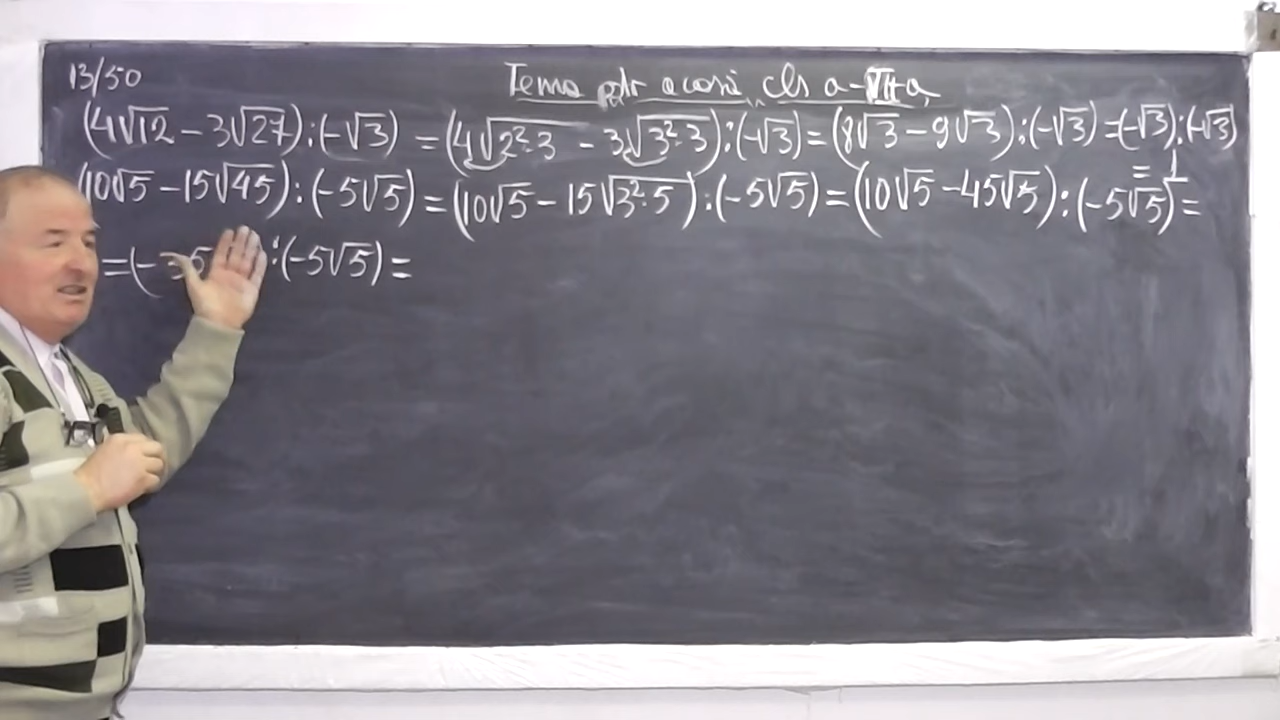 13/50
Tema ptr acasă cls a-VII-a
(4√12 - 3√27):(-√3) = (4√2²·3 - 3√3²·3):(-√3) = (8√3 - 9√3):(-√3) = (-√3):(-√3)
= 1
(10√5 - 15√45):(-5√5) = (10√5 - 15√3²·5):(-5√5) = (10√5 - 45√5):(-5√5) =
=(-35 :(-5√5) =